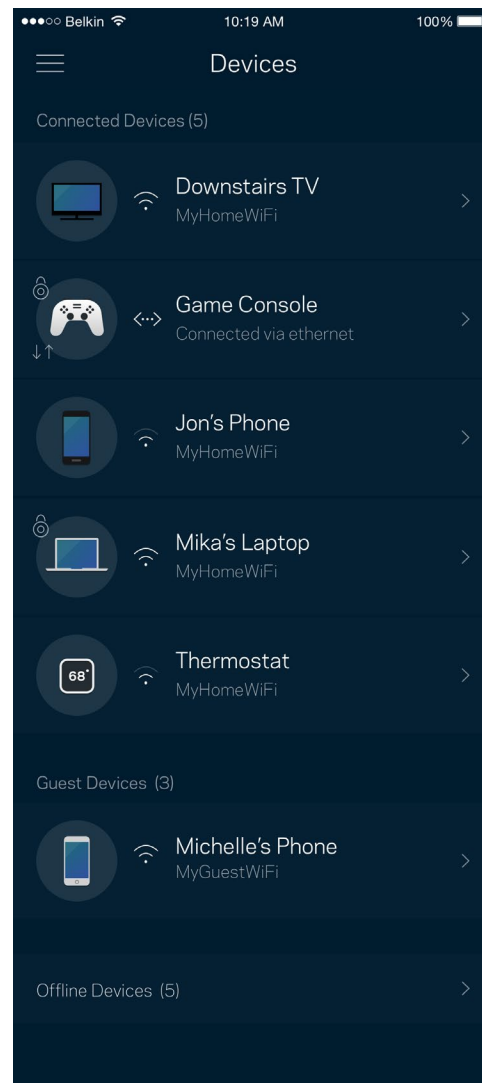 Belkin 10:19 AM 100%
Devices
Connected Devices (5)
Downstairs TV
MyHomeWiFi
Game Console
Connected via ethernet
Jon's Phone
MyHomeWiFi
Mika's Laptop
MyHomeWiFi
68°
Thermostat
MyHomeWiFi
Guest Devices (3)
Michelle's Phone
MyGuestWiFi
Offline Devices (5)